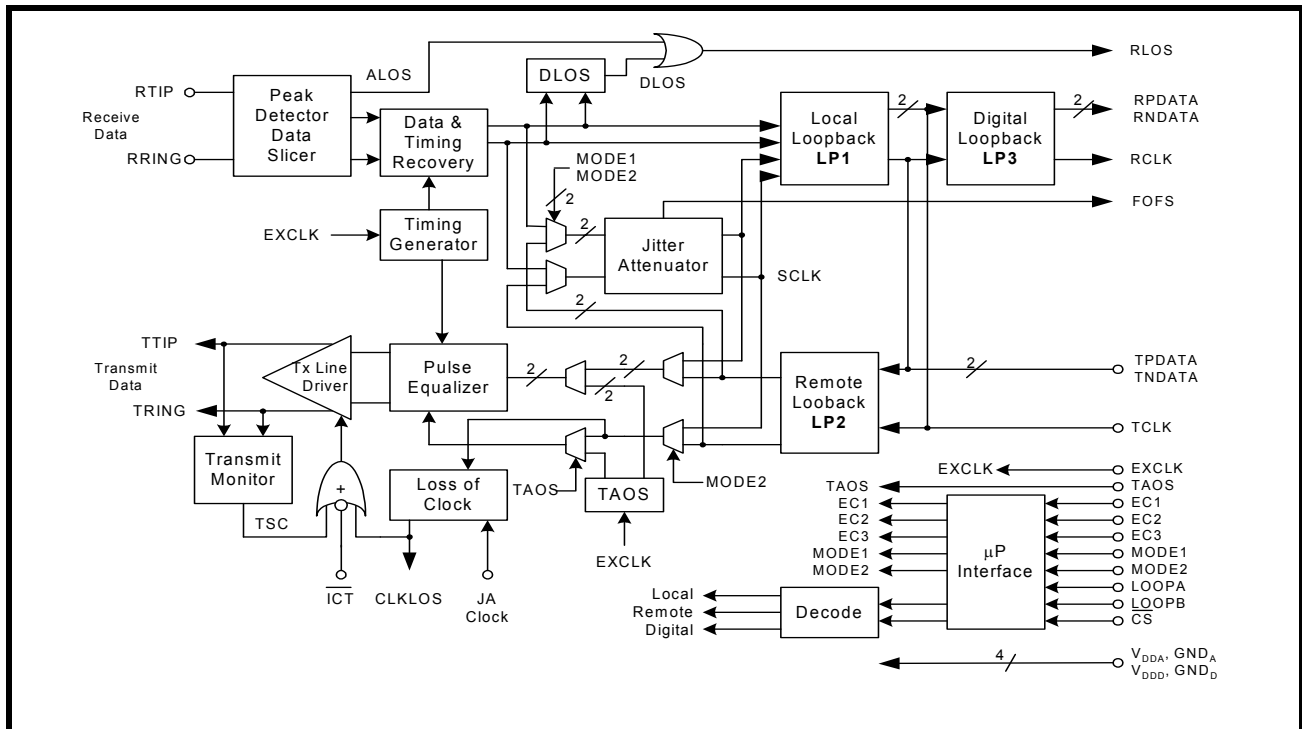 ALOS
DLOS
DLOS
RLOS
RTIP
Receive
Data
RRING
Peak
Detector
Data
Slicer
Data &
Timing
Recovery
MODE1
MODE2
2
Local
Loopback
LP1
2
Digital
Loopback
LP3
2
RPDATA
RNDATA
RCLK
FOFS
EXCLK
Timing
Generator
2
Jitter
Attenuator
SCLK
2
TTIP
Transmit
Data
TRING
Tx Line
Driver
Pulse
Equalizer
2
2
2
Remote
Looback
LP2
2
TPDATA
TNDATA
TCLK
Transmit
Monitor
TSC
+
Loss of
Clock
TAOS
TAOS
MODE2
EXCLK
ICT
CLKLOS
JA
Clock
EXCLK
EXCLK
TAOS
TAOS
EC1
EC1
EC2
EC2
EC3
EC3
MODE1
MODE1
MODE2
MODE2
µP
Interface
LOOPA
LOOPB
CS
Local
Remote
Digital
Decode
4
VDDA, GNDA
VDDD, GNDD